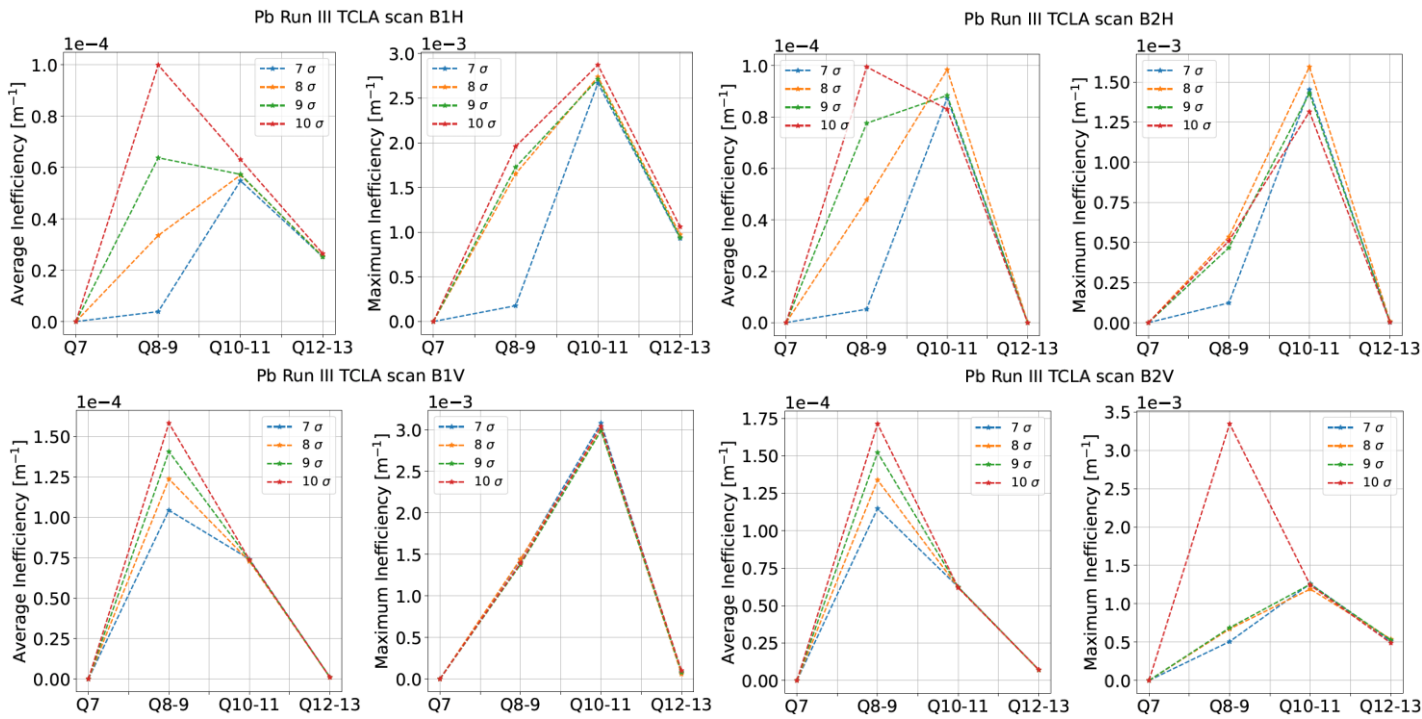 Pb Run III TCLA scan B1H
1e−4
Average Inefficiency [m−1]
1.0
0.8
0.6
0.4
0.2
0.0
7 σ
8 σ
9 σ
10 σ
Q7 Q8-9 Q10-11 Q12-13
1e−3
Maximum Inefficiency [m−1]
3.0
2.5
2.0
1.5
1.0
0.5
0.0
7 σ
8 σ
9 σ
10 σ
Q7 Q8-9 Q10-11 Q12-13
Pb Run III TCLA scan B2H
1e−4
Average Inefficiency [m−1]
1.0
0.8
0.6
0.4
0.2
0.0
7 σ
8 σ
9 σ
10 σ
Q7 Q8-9 Q10-11 Q12-13
1e−3
Maximum Inefficiency [m−1]
1.50
1.25
1.00
0.75
0.50
0.25
0.00
7 σ
8 σ
9 σ
10 σ
Q7 Q8-9 Q10-11 Q12-13
Pb Run III TCLA scan B1V
1e−4
Average Inefficiency [m−1]
1.50
1.25
1.00
0.75
0.50
0.25
0.00
7 σ
8 σ
9 σ
10 σ
Q7 Q8-9 Q10-11 Q12-13
1e−3
Maximum Inefficiency [m−1]
3.0
2.5
2.0
1.5
1.0
0.5
0.0
7 σ
8 σ
9 σ
10 σ
Q7 Q8-9 Q10-11 Q12-13
Pb Run III TCLA scan B2V
1e−4
Average Inefficiency [m−1]
1.75
1.50
1.25
1.00
0.75
0.50
0.25
0.00
7 σ
8 σ
9 σ
10 σ
Q7 Q8-9 Q10-11 Q12-13
1e−3
Maximum Inefficiency [m−1]
3.5
3.0
2.5
2.0
1.5
1.0
0.5
0.0
7 σ
8 σ
9 σ
10 σ
Q7 Q8-9 Q10-11 Q12-13